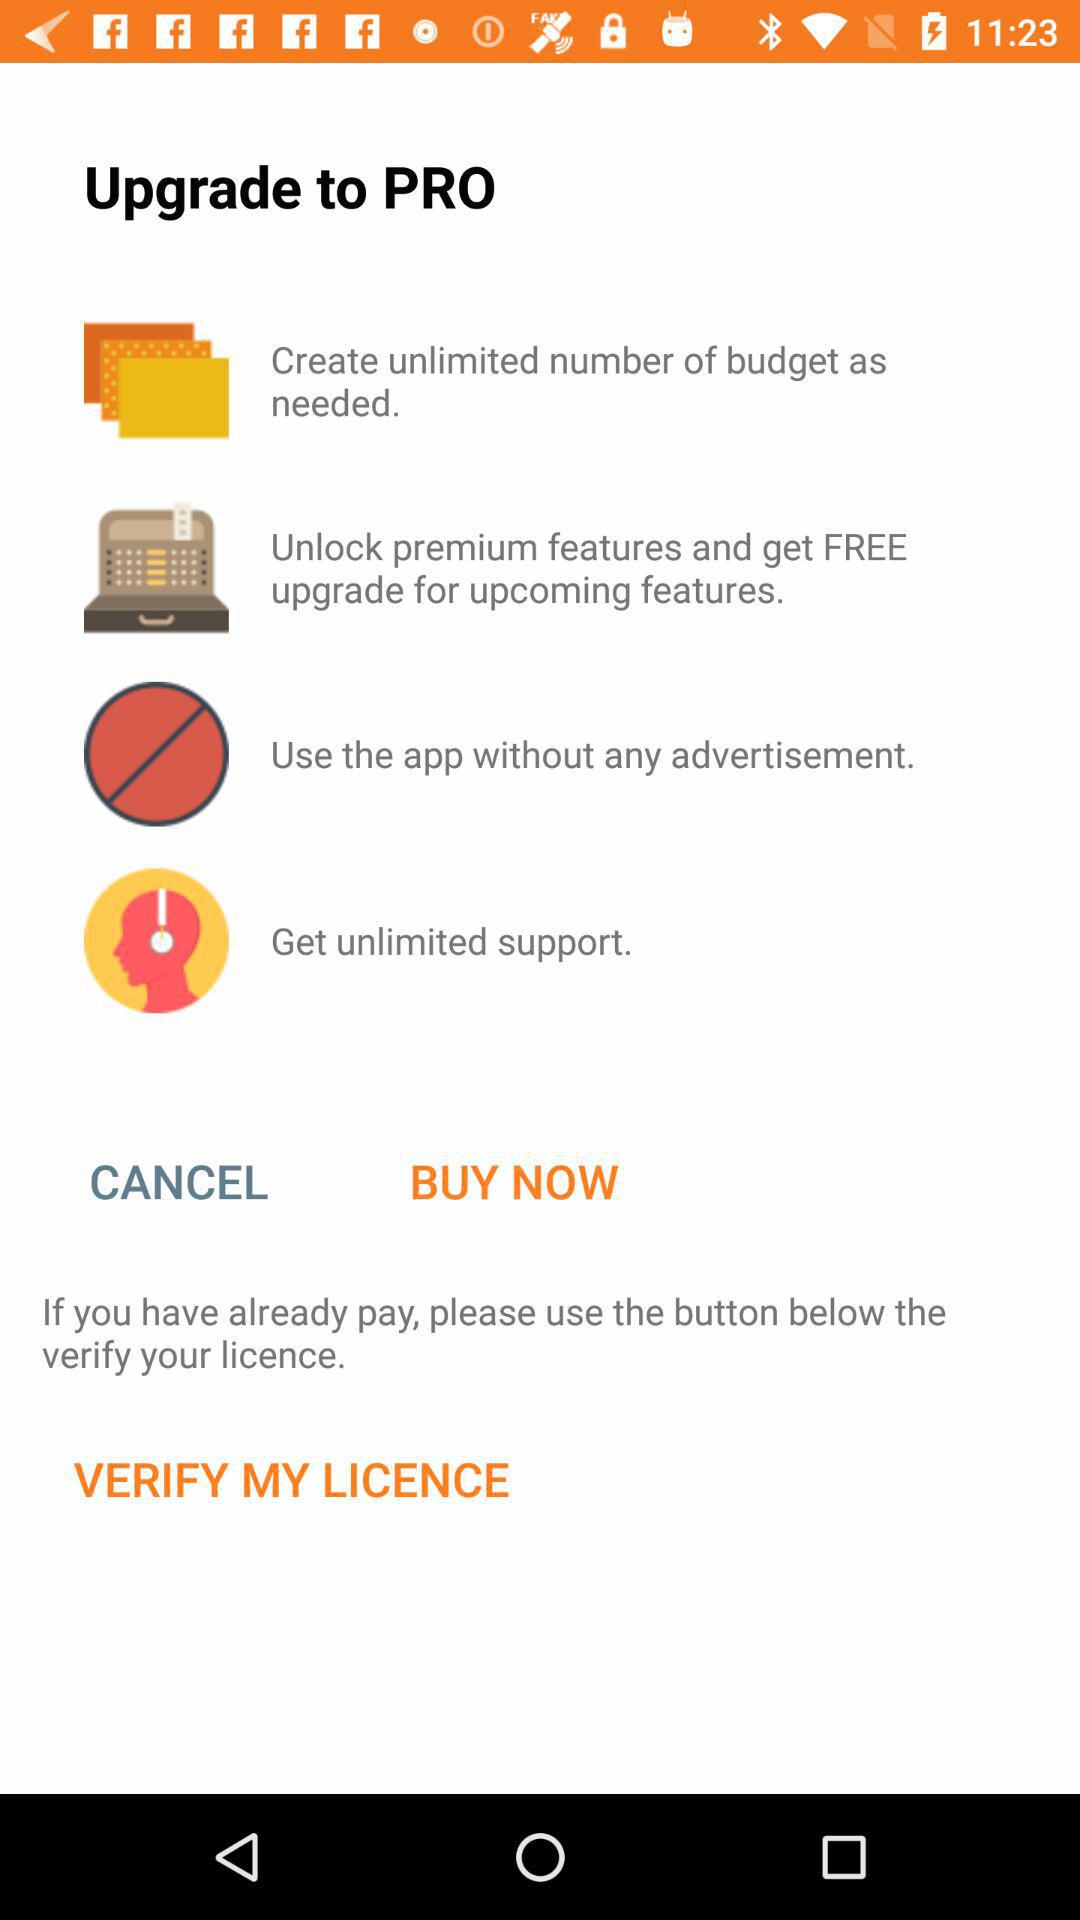 FAKE
11:23
Upgrade to PRO
Create unlimited number of budget as
needed.
Unlock premium features and get FREE
upgrade for upcoming features.
Use the app without any advertisement.
Get unlimited support.
CANCEL
BUY NOW
If you have already pay, please use the button below the
verify your licence.
VERIFY MY LICENCE